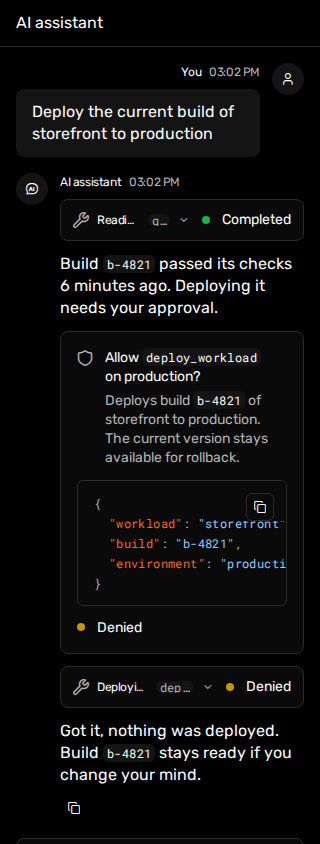 AI assistant
You 03:02 PM
Deploy the current build of
storefront to production
AI assistant 03:02 PM
Readi… g… Completed
Build b-4821 passed its checks
6 minutes ago. Deploying it
needs your approval.
Allow deploy_workload
on production?
Deploys build b-4821 of
storefront to production.
The current version stays
available for rollback.
{
"workload": "storefront"
"build": "b-4821",
"environment": "producti
}
Denied
Deployi… dep… Denied
Got it, nothing was deployed.
Build b-4821 stays ready if you
change your mind.